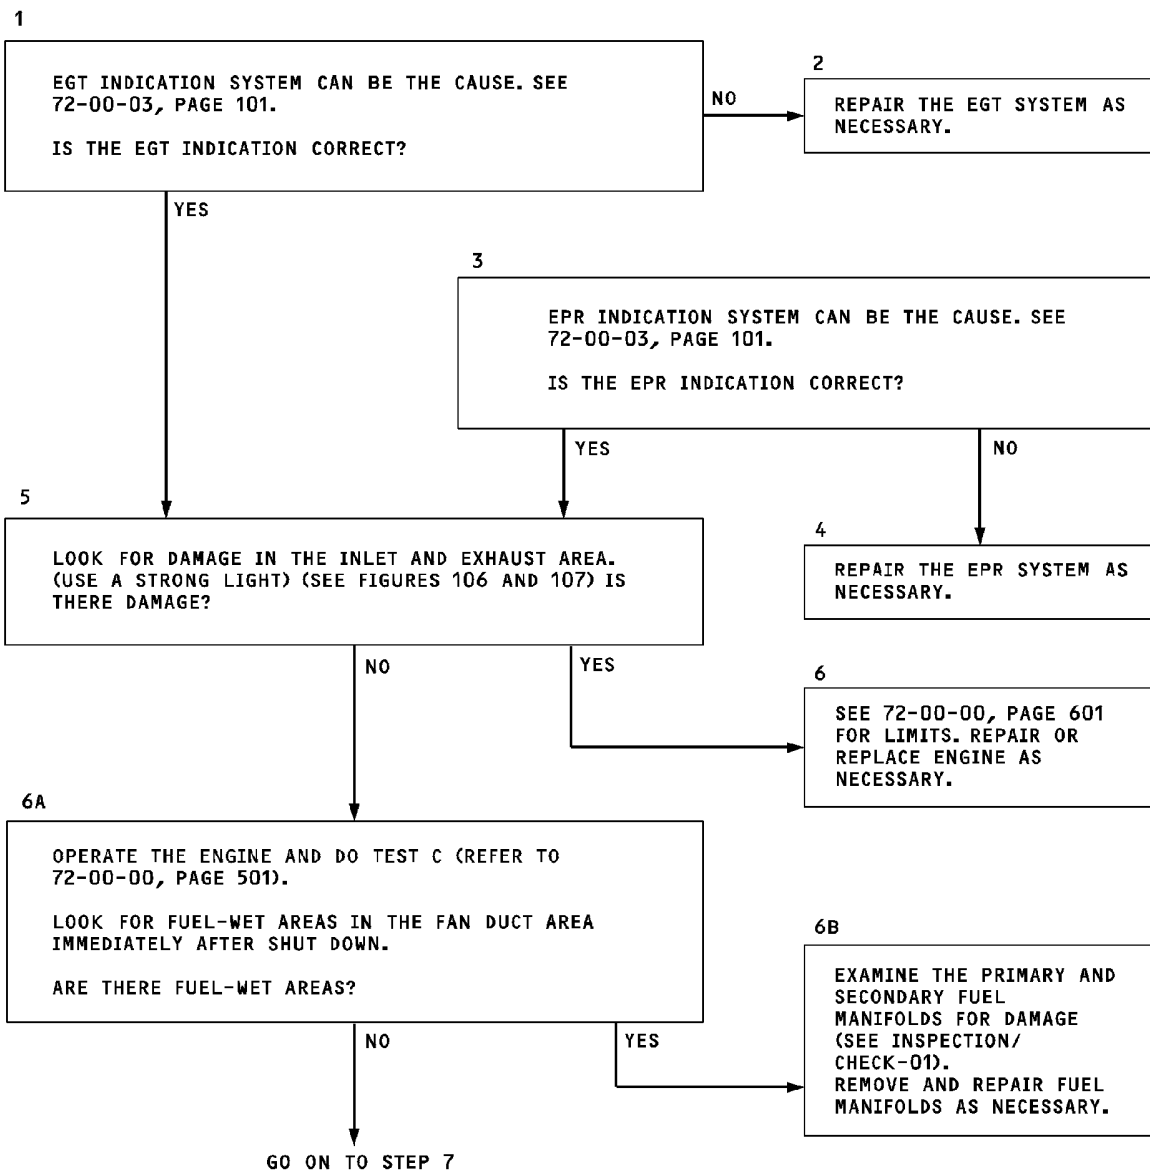 1
EGT INDICATION SYSTEM CAN BE THE CAUSE. SEE
72-00-03, PAGE 101.
IS THE EGT INDICATION CORRECT?
NO
2
REPAIR THE EGT SYSTEM AS
NECESSARY.
YES
3
EPR INDICATION SYSTEM CAN BE THE CAUSE. SEE
72-00-03, PAGE 101.
IS THE EPR INDICATION CORRECT?
YES
NO
4
REPAIR THE EPR SYSTEM AS
NECESSARY.
5
LOOK FOR DAMAGE IN THE INLET AND EXHAUST AREA.
(USE A STRONG LIGHT) (SEE FIGURES 106 AND 107) IS
THERE DAMAGE?
NO
YES
6
SEE 72-00-00, PAGE 601
FOR LIMITS. REPAIR OR
REPLACE ENGINE AS
NECESSARY.
6A
OPERATE THE ENGINE AND DO TEST C (REFER TO
72-00-00, PAGE 501).
LOOK FOR FUEL-WET AREAS IN THE FAN DUCT AREA
IMMEDIATELY AFTER SHUT DOWN.
ARE THERE FUEL-WET AREAS?
NO
YES
6B
EXAMINE THE PRIMARY AND
SECONDARY FUEL
MANIFOLDS FOR DAMAGE
(SEE INSPECTION/
CHECK-01).
REMOVE AND REPAIR FUEL
MANIFOLDS AS NECESSARY.
GO ON TO STEP 7